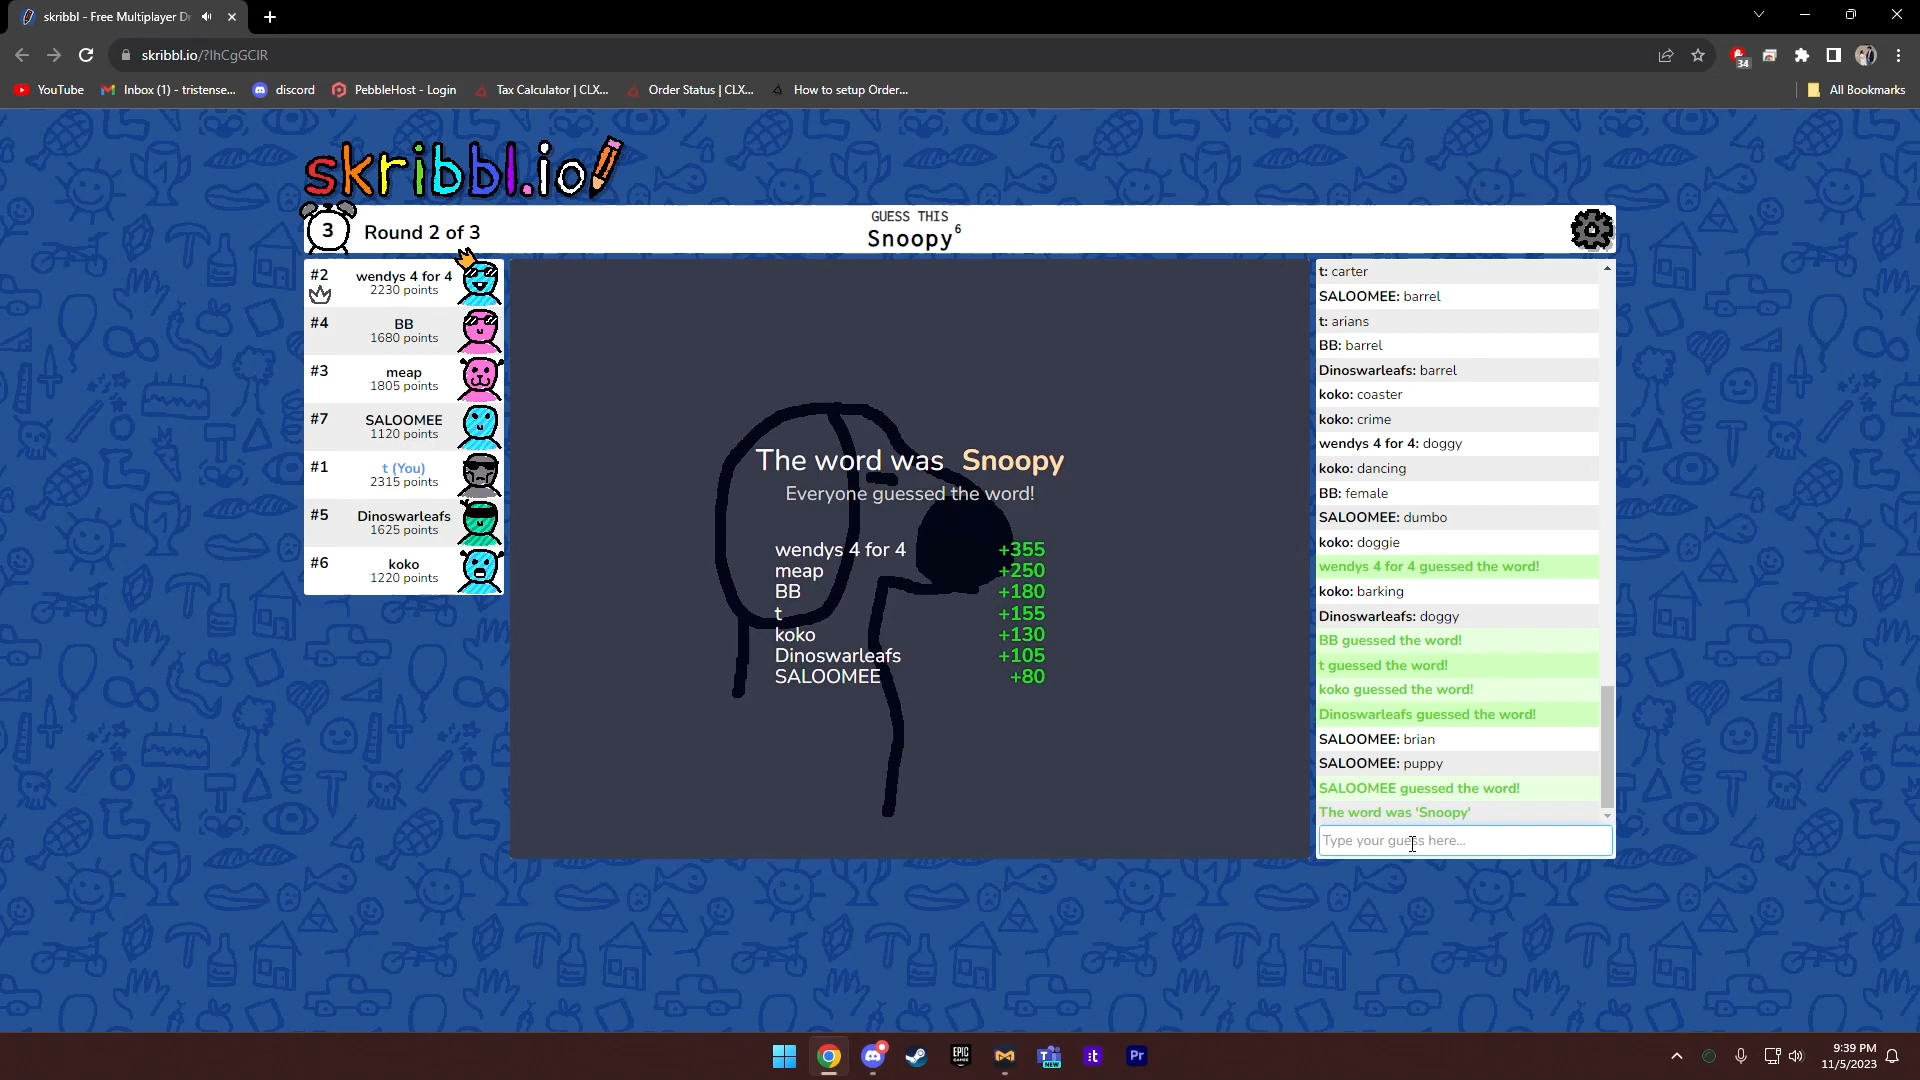 skribbl - Free Multiplayer Dr
skribbl.io/?IhCgGCIR
34
YouTube
Inbox (1) - tristense...
discord
PebbleHost - Login
Tax Calculator | CLX...
Order Status | CLX...
How to setup Order...
All Bookmarks
skribbl.io
3
Round 2 of 3
GUESS THIS
Snoopy 6
#2 wendys 4 for 4
2230 points
#4 BB
1680 points
#3 meap
1805 points
#7 SALOOMEE
1120 points
#1 t (You)
2315 points
#5 Dinoswarleafs
1625 points
#6 koko
1220 points
The word was Snoopy
Everyone guessed the word!
wendys 4 for 4 +355
meap +250
BB +180
t +155
koko +130
Dinoswarleafs +105
SALOOMEE +80
t: carter
SALOOMEE: barrel
t: arians
BB: barrel
Dinoswarleafs: barrel
koko: coaster
koko: crime
wendys 4 for 4: doggy
koko: dancing
BB: female
SALOOMEE: dumbo
koko: doggie
wendys 4 for 4 guessed the word!
koko: barking
Dinoswarleafs: doggy
BB guessed the word!
t guessed the word!
koko guessed the word!
Dinoswarleafs guessed the word!
SALOOMEE: brian
SALOOMEE: puppy
SALOOMEE guessed the word!
The word was 'Snoopy'
Type your guess here...
EPIC GAMES
NEW
:t
Pr
9:39 PM
11/5/2023